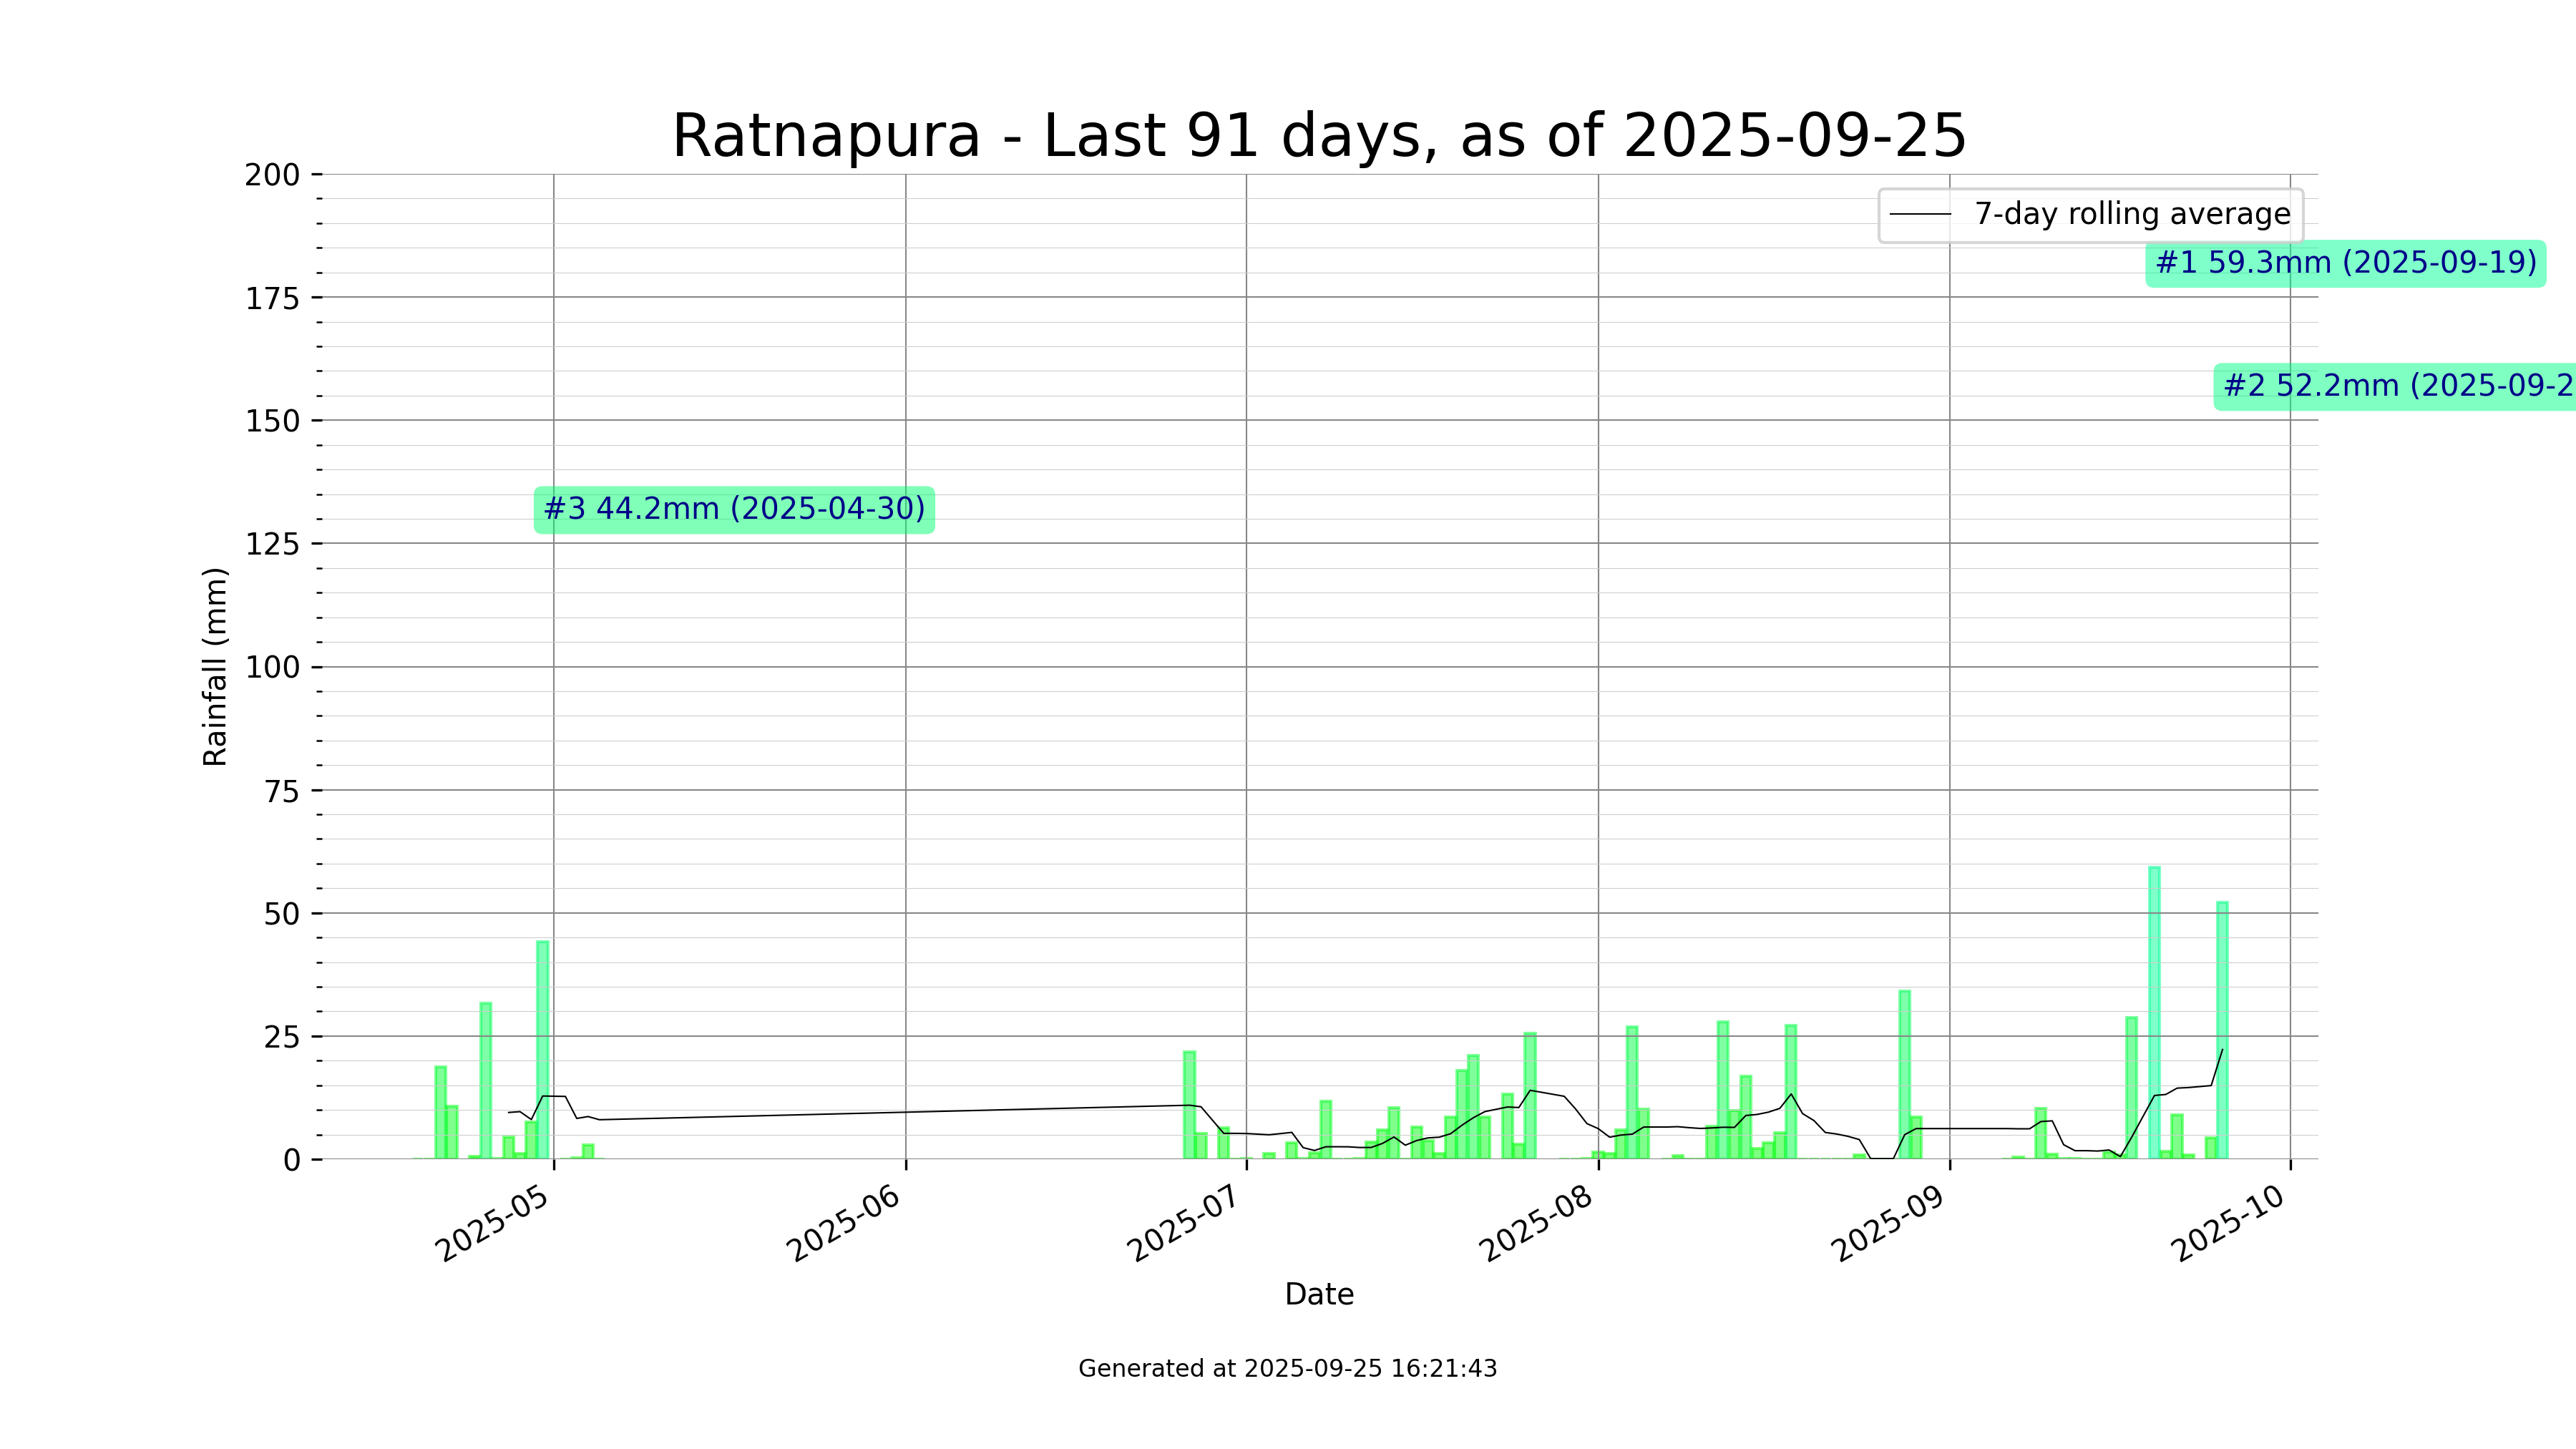 Ratnapura - Last 91 days, as of 2025-09-25
200
175
150
125
100
75
50
25
0
Rainfall (mm)
7-day rolling average
#1 59.3mm (2025-09-19)
#2 52.2mm (2025-09-2
#3 44.2mm (2025-04-30)
2025-05
2025-06
2025-07
2025-08
2025-09
2025-10
Date
Generated at 2025-09-25 16:21:43